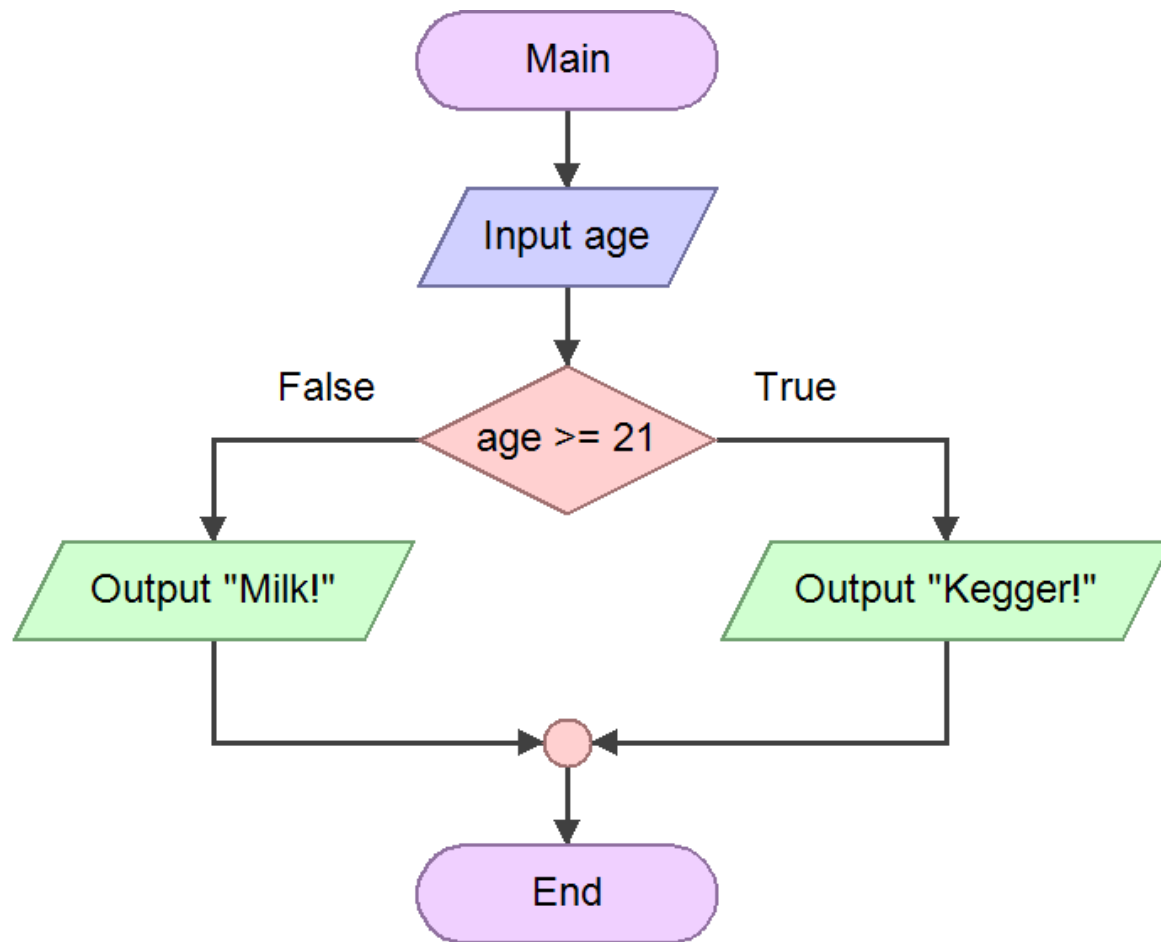 Main
Input age
False
True
age >= 21
Output "Milk!"
Output "Kegger!"
End